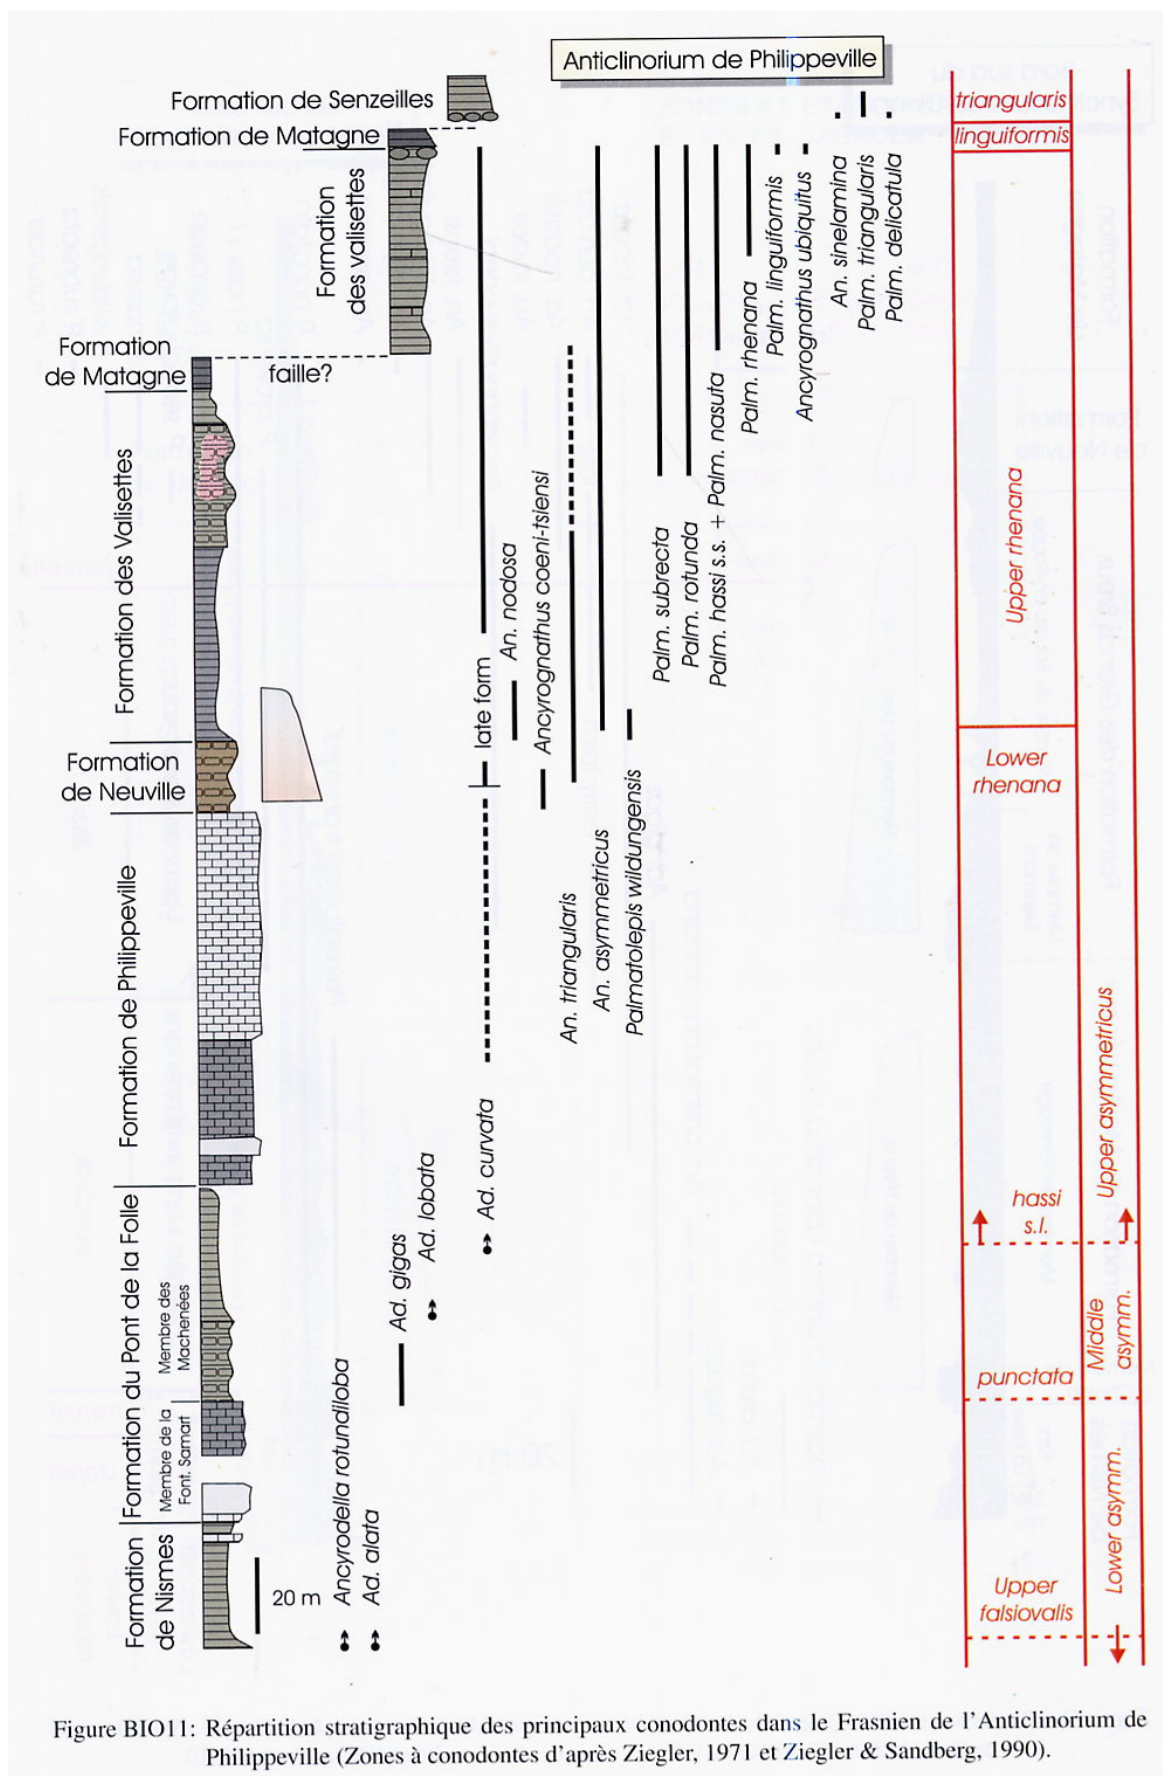 Anticlinorium de Philippeville
Formation de Senzeilles
Formation de Matagne
Formation
des valisettes
Formation
de Matagne
faille?
Formation des Valisettes
Formation
de Neuville
Formation de Philippeville
Formation du Pont de la Folle
Membre des
Machenées
Membre de la
Font. Samart
Formation
de Nismes
20 m
Ancyrodella rotundiloba
Ad. alata
Ad. gigas
Ad. lobata
Ad. curvata
late form
An. nodosa
Ancyrognathus coeni-tsiensi
An. triangularis
An. asymmetricus
Palmatolepis wildungensis
Palm. subrecta
Palm. rotunda
Palm. hassi s.s. + Palm. nasuta
Palm. rhenana
Palm. linguiformis
Ancyrognathus ubiquitus
An. sinelamina
Palm. triangularis
Palm. delicatula
triangularis
linguiformis
Upper rhenana
Lower
rhenana
hassi
s.l.
punctata
Upper
falsiovalis
Upper asymmetricus
Middle
asymm.
Lower asymm.
Figure BIO11: Répartition stratigraphique des principaux conodontes dans le Frasnien de l'Anticlinorium de
Philippeville (Zones à conodontes d'après Ziegler, 1971 et Ziegler & Sandberg, 1990).